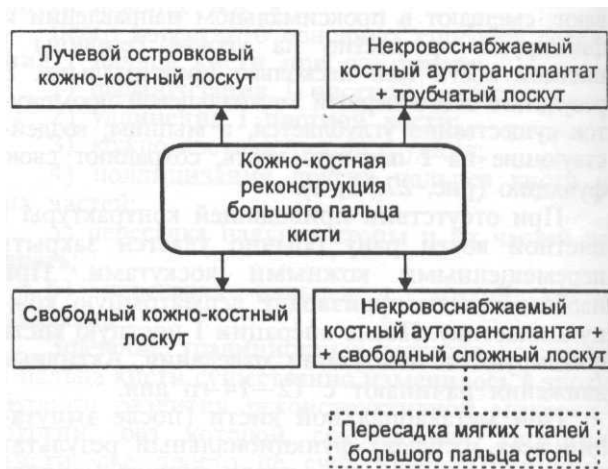 Лучевой островковый
кожно-костный лоскут
Некровоснабжаемый
костный аутотрансплантат
+ трубчатый лоскут
Кожно-костная
реконструкция
большого пальца
кисти
Свободный кожно-костный
лоскут
Некровоснабжаемый
костный аутотрансплантат +
+ свободный сложный лоскут
Пересадка мягких тканей
большого пальца стопы